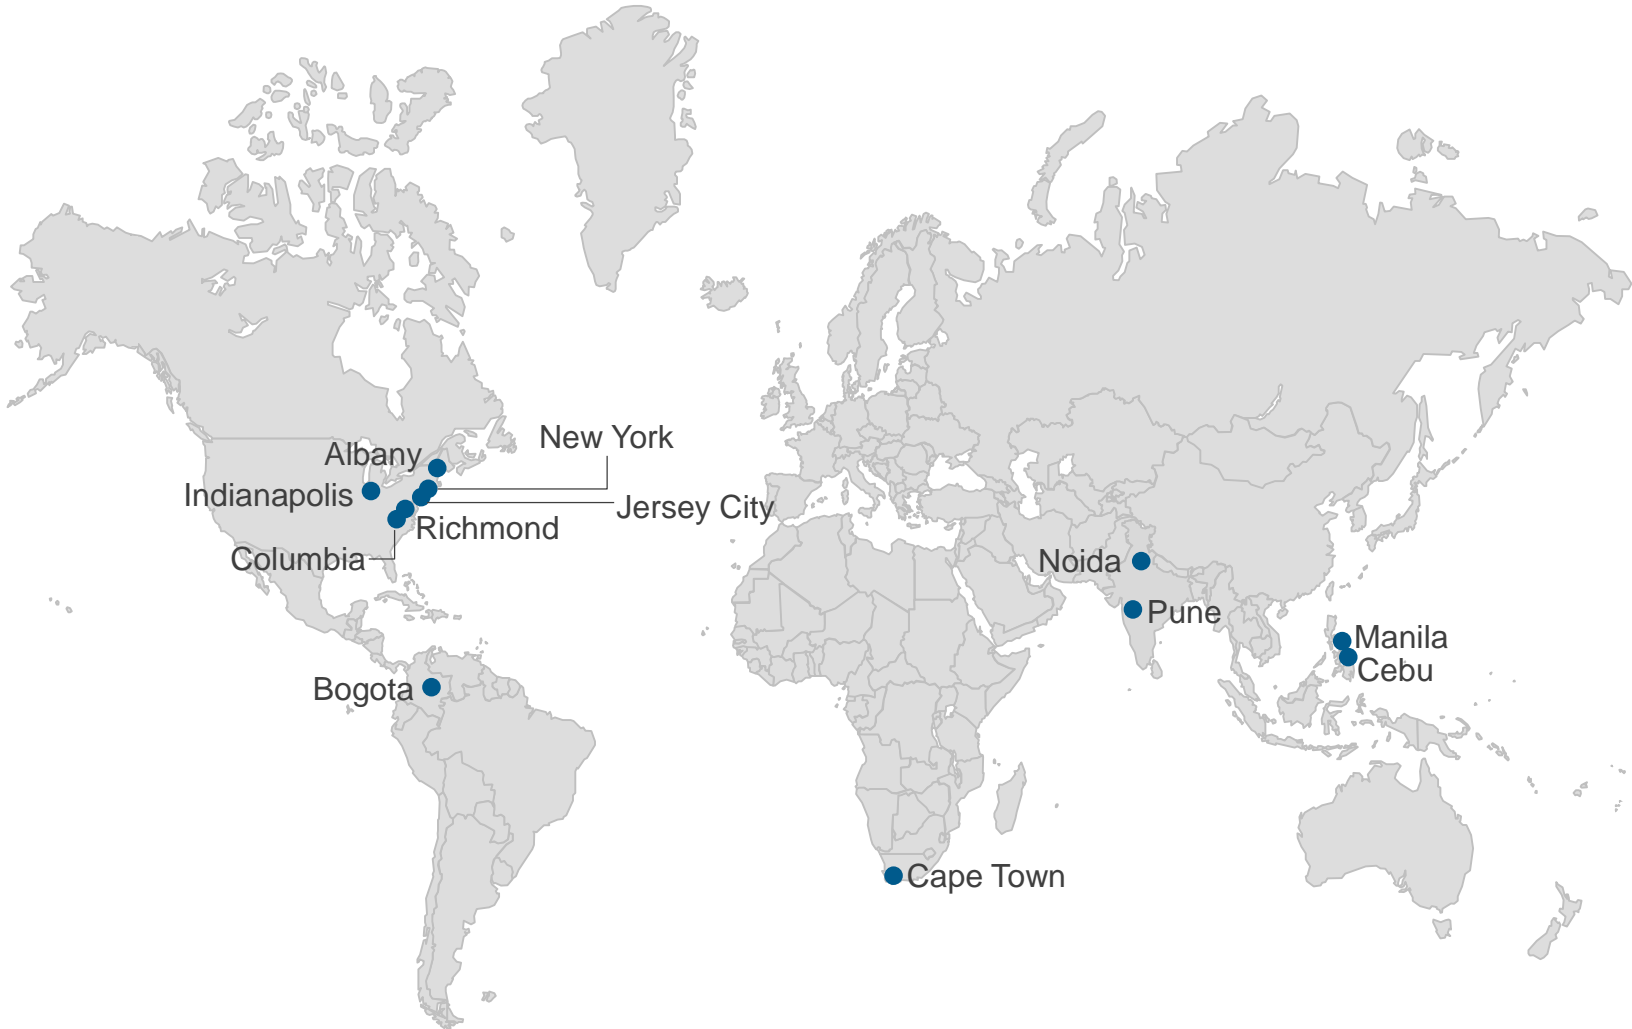 New York
Albany
Indianapolis
Jersey City
Richmond
Columbia
Noida
Pune
Manila
Cebu
Bogota
Cape Town